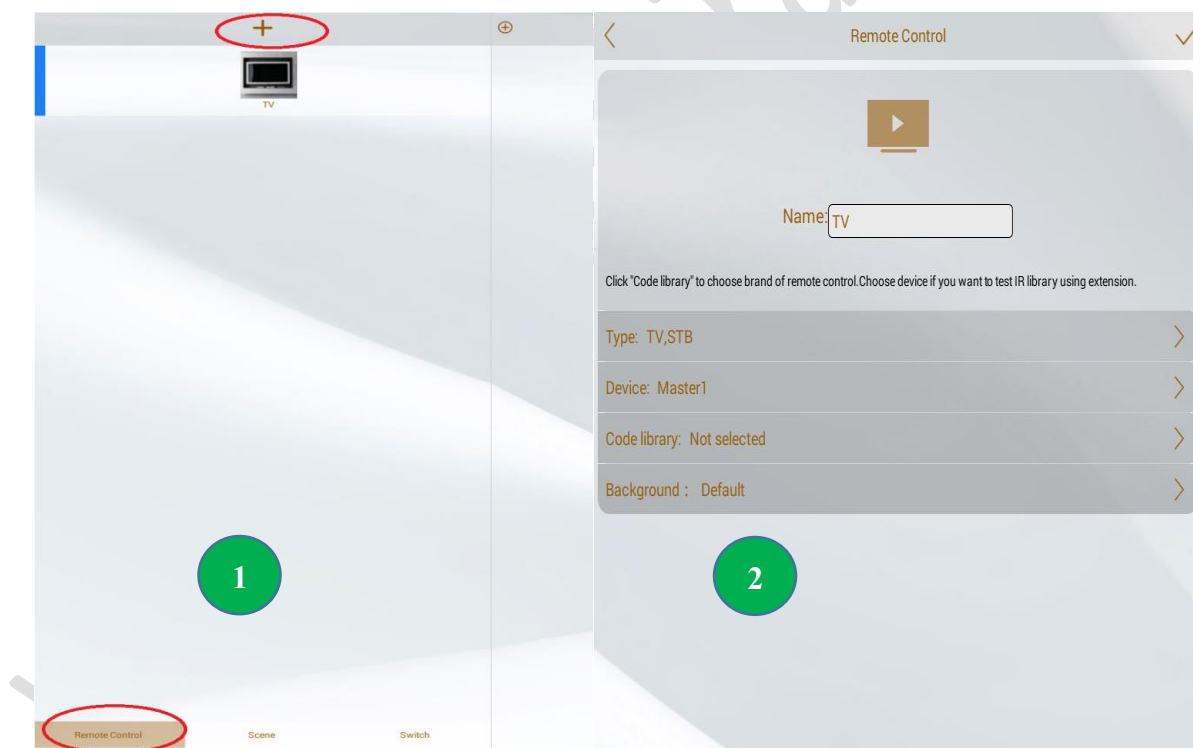 TV
1
Remote Control
Scene
Switch
Remote Control
Name: TV
Click "Code library" to choose brand of remote control.Choose device if you want to test IR library using extension.
Type: TV,STB
Device: Master1
Code library: Not selected
Background : Default
2